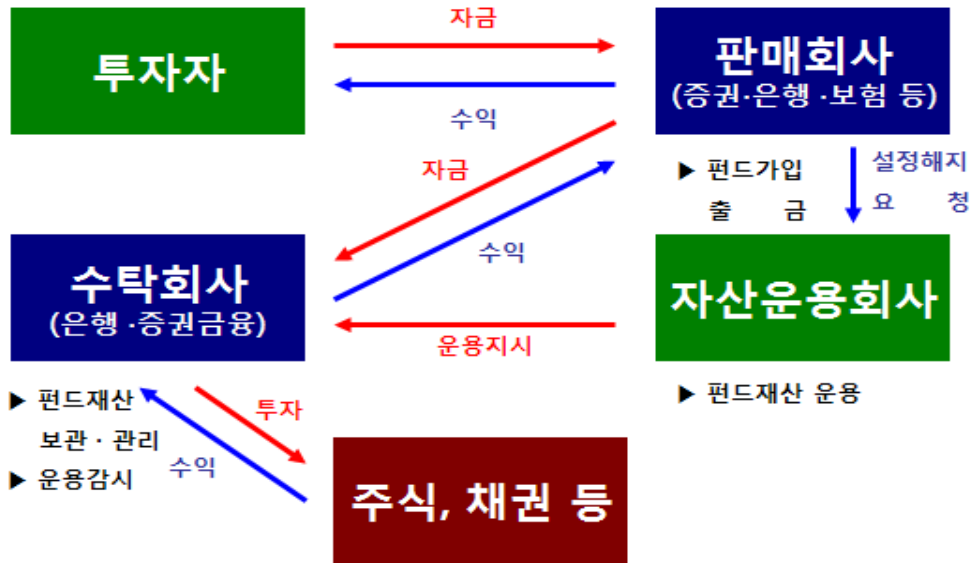 자금
투자자
판매회사
(증권·은행 ·보험 등)
수익
자금
▶ 펀드가입
출 금
설정해지
요 청
수익
수탁회사
(은행 ·증권금융)
자산운용회사
운용지시
▶ 펀드재산
보관 · 관리
▶ 운용감시
투자
수익
▶ 펀드재산 운용
주식, 채권 등